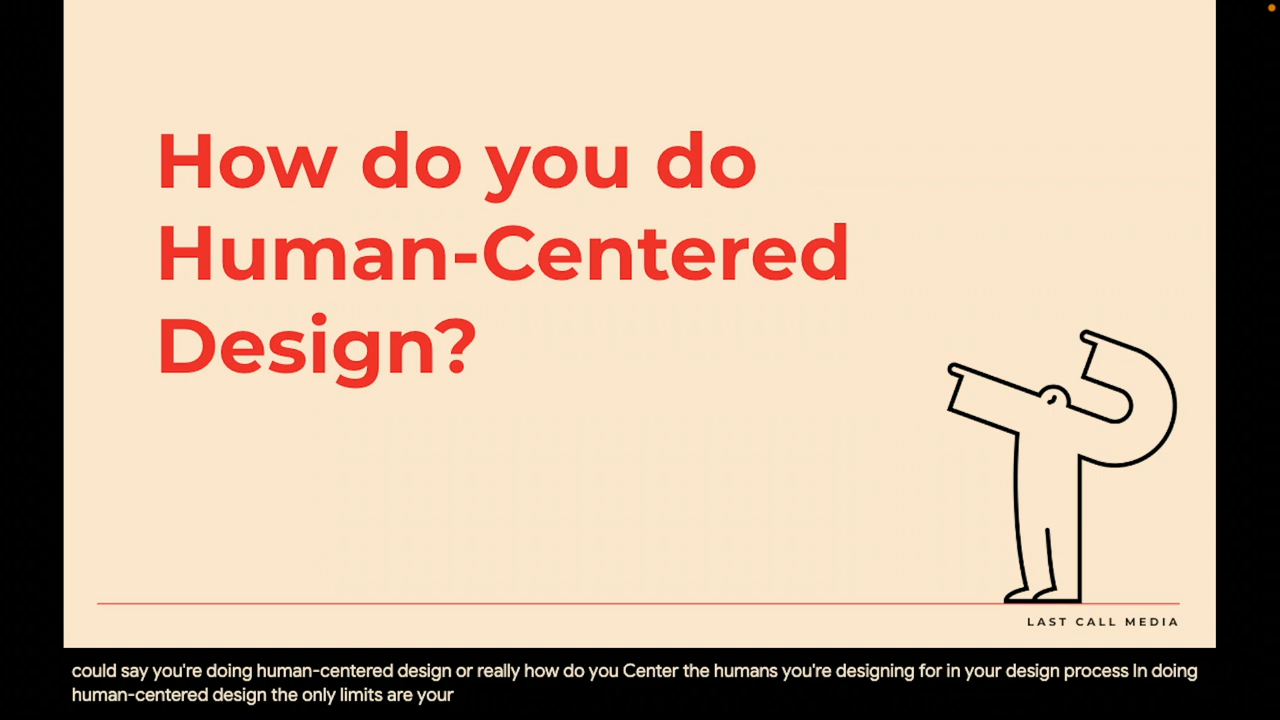 How do you do
Human-Centered
Design?
LAST CALL MEDIA
could say you're doing human-centered design or really how do you Center the humans you're designing for in your design process In doing
human-centered design the only limits are your